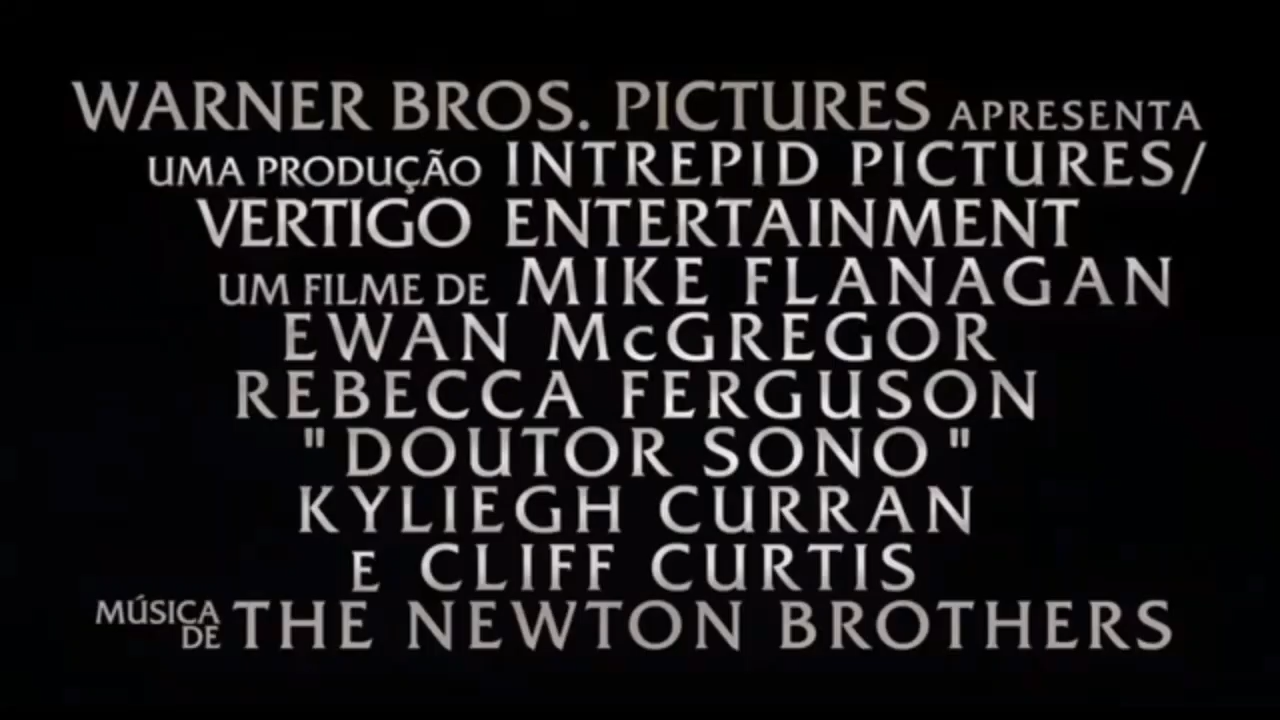 WARNER BROS. PICTURES APRESENTA
UMA PRODUÇÃO INTREPID PICTURES/
VERTIGO ENTERTAINMENT
UM FILME DE MIKE FLANAGAN
EWAN McGREGOR
REBECCA FERGUSON
"DOUTOR SONO"
KYLIEGH CURRAN
E CLIFF CURTIS
MÚSICA DE THE NEWTON BROTHERS